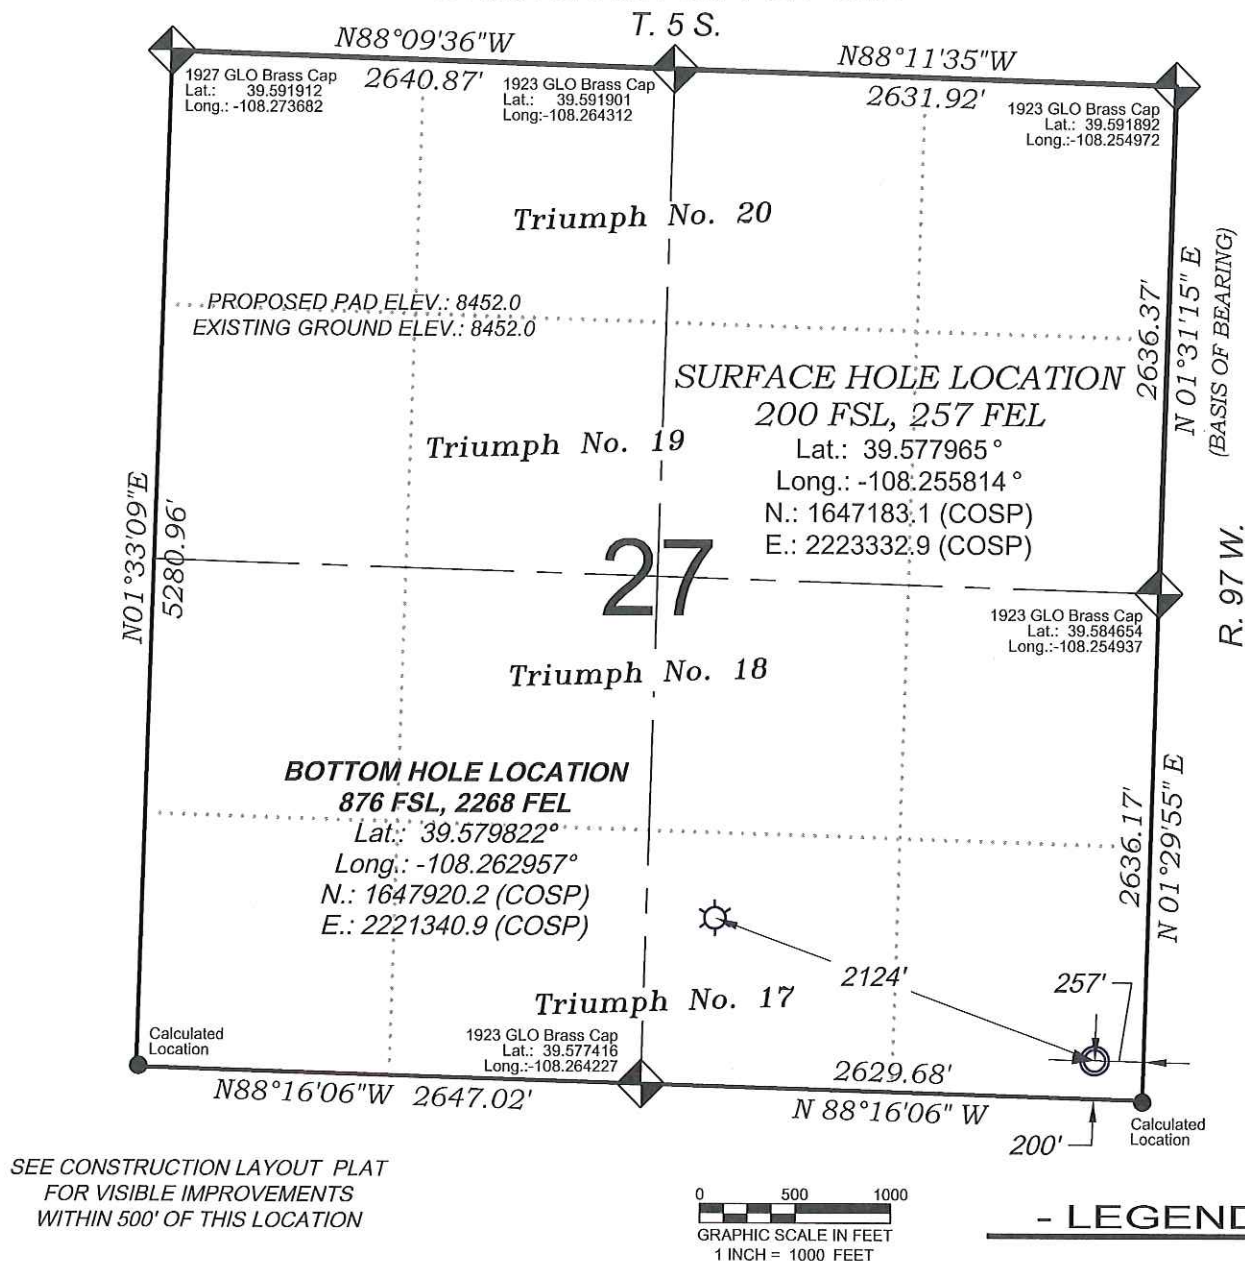 T. 5 S.
N88°09'36"W
2640.87'
N88°11'35"W
2631.92'
1927 GLO Brass Cap
Lat.: 39.591912
Long.: -108.273682
1923 GLO Brass Cap
Lat.: 39.591901
Long:-108.264312
1923 GLO Brass Cap
Lat.: 39.591892
Long.:-108.254972
Triumph No. 20
PROPOSED PAD ELEV.: 8452.0
EXISTING GROUND ELEV.: 8452.0
2636.37'
N 01°31'15" E
(BASIS OF BEARING)
SURFACE HOLE LOCATION
200 FSL, 257 FEL
Lat.: 39.577965°
Long.: -108.255814°
N.: 1647183.1 (COSP)
E.: 2223332.9 (COSP)
Triumph No. 19
N01°33'09"E
5280.96'
27
R. 97 W.
1923 GLO Brass Cap
Lat.: 39.584654
Long.:-108.254937
Triumph No. 18
BOTTOM HOLE LOCATION
876 FSL, 2268 FEL
Lat.: 39.579822°
Long.: -108.262957°
N.: 1647920.2 (COSP)
E.: 2221340.9 (COSP)
2636.17'
N 01°29'55" E
2124'
257'
Triumph No. 17
Calculated
Location
1923 GLO Brass Cap
Lat.: 39.577416
Long.:-108.264227
N88°16'06"W 2647.02'
2629.68'
N 88°16'06" W
200'
Calculated
Location
SEE CONSTRUCTION LAYOUT PLAT
FOR VISIBLE IMPROVEMENTS
WITHIN 500' OF THIS LOCATION
0 500 1000
GRAPHIC SCALE IN FEET
1 INCH = 1000 FEET
- LEGEND